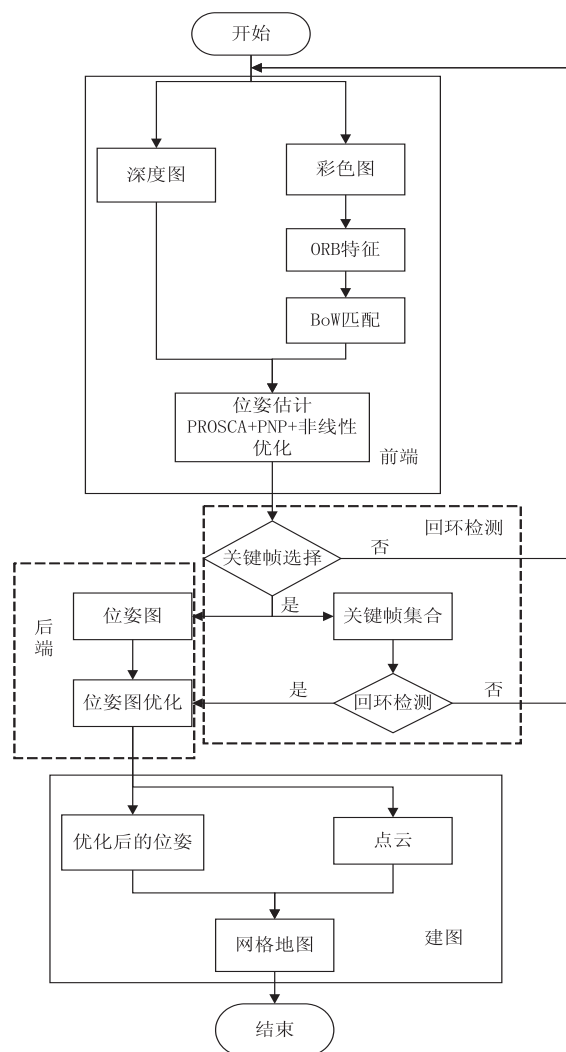 开始
深度图
彩色图
ORB特征
BoW匹配
位姿估计
PROSCA+PNP+非线性
优化
前端
回环检测
关键帧选择
否
是
后
端
位姿图
关键帧集合
位姿图优化
是
回环检测
否
优化后的位姿
点云
网格地图
建图
结束